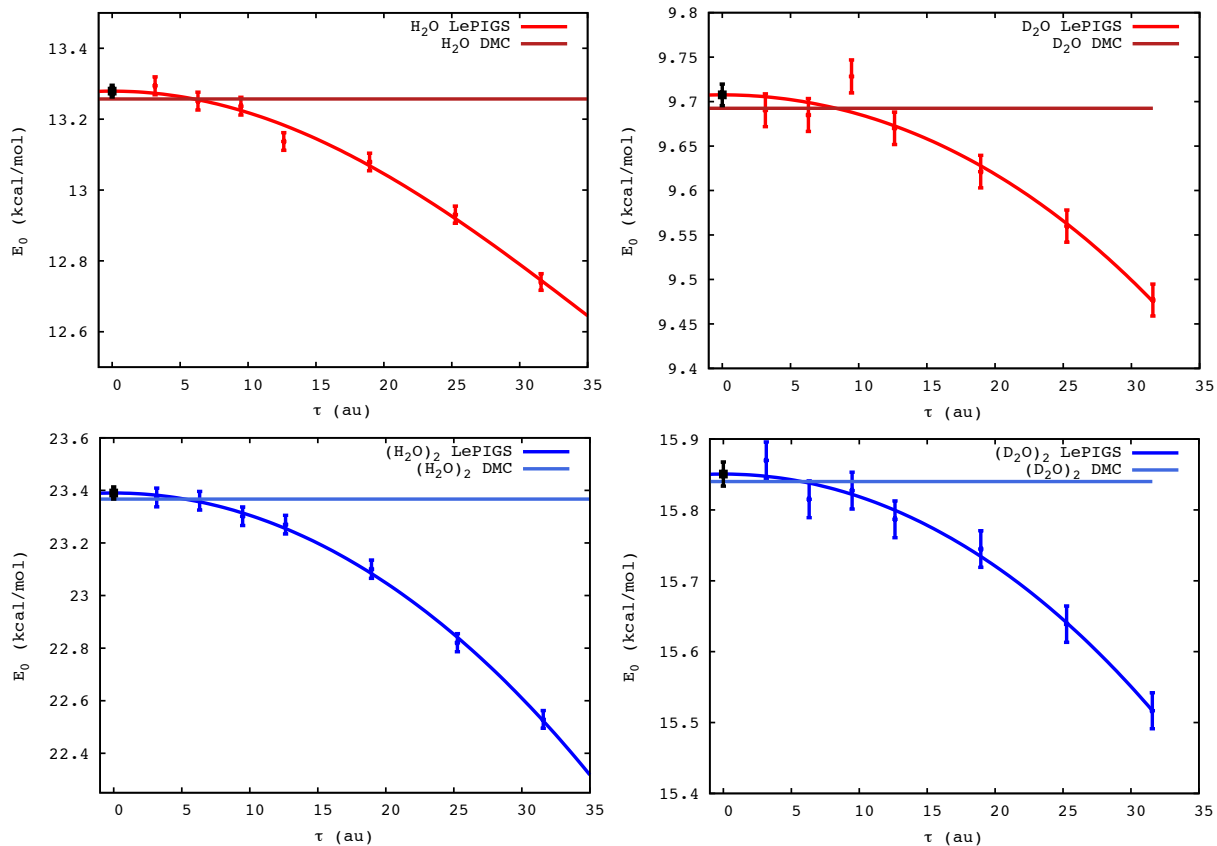 H₂O LePIGS
H₂O DMC
13.4
13.2
13
12.8
12.6
E₀ (kcal/mol)
0 5 10 15 20 25 30 35
τ (au)
D₂O LePIGS
D₂O DMC
9.8
9.75
9.7
9.65
9.6
9.55
9.5
9.45
9.4
E₀ (kcal/mol)
0 5 10 15 20 25 30 35
τ (au)
(H₂O)₂ LePIGS
(H₂O)₂ DMC
23.6
23.4
23.2
23
22.8
22.6
22.4
E₀ (kcal/mol)
0 5 10 15 20 25 30 35
τ (au)
(D₂O)₂ LePIGS
(D₂O)₂ DMC
15.9
15.8
15.7
15.6
15.5
15.4
E₀ (kcal/mol)
0 5 10 15 20 25 30 35
τ (au)